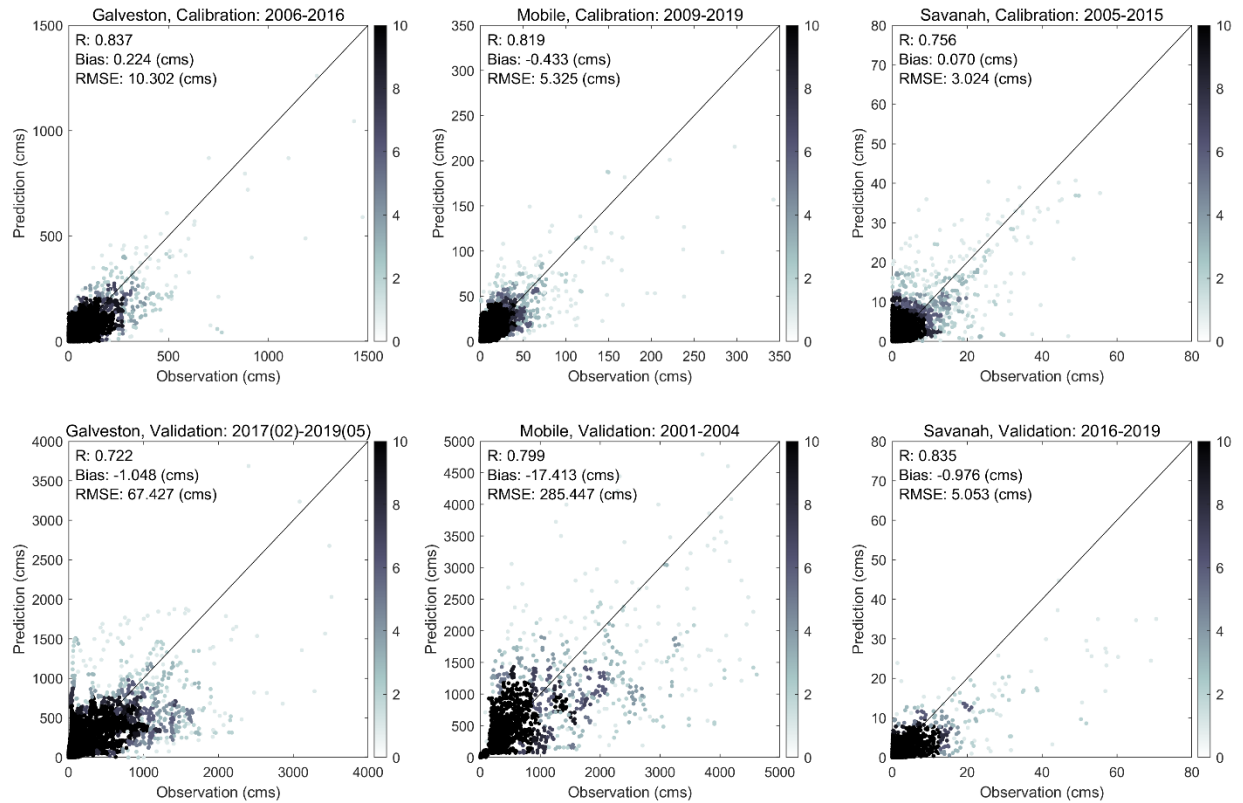 Galveston, Calibration: 2006-2016
R: 0.837
Bias: 0.224 (cms)
RMSE: 10.302 (cms)
Prediction (cms)
1500
1000
500
0
0 500 1000 1500
Observation (cms)
10
8
6
4
2
0
Mobile, Calibration: 2009-2019
R: 0.819
Bias: -0.433 (cms)
RMSE: 5.325 (cms)
Prediction (cms)
350
300
250
200
150
100
50
0
0 50 100 150 200 250 300 350
Observation (cms)
10
8
6
4
2
0
Savanah, Calibration: 2005-2015
R: 0.756
Bias: 0.070 (cms)
RMSE: 3.024 (cms)
Prediction (cms)
80
70
60
50
40
30
20
10
0
0 20 40 60 80
Observation (cms)
10
8
6
4
2
0
Galveston, Validation: 2017(02)-2019(05)
R: 0.722
Bias: -1.048 (cms)
RMSE: 67.427 (cms)
Prediction (cms)
4000
3500
3000
2500
2000
1500
1000
500
0
0 1000 2000 3000 4000
Observation (cms)
10
8
6
4
2
0
Mobile, Validation: 2001-2004
R: 0.799
Bias: -17.413 (cms)
RMSE: 285.447 (cms)
Prediction (cms)
5000
4500
4000
3500
3000
2500
2000
1500
1000
500
0
0 1000 2000 3000 4000 5000
Observation (cms)
10
8
6
4
2
0
Savanah, Validation: 2016-2019
R: 0.835
Bias: -0.976 (cms)
RMSE: 5.053 (cms)
Prediction (cms)
80
70
60
50
40
30
20
10
0
0 20 40 60 80
Observation (cms)
10
8
6
4
2
0